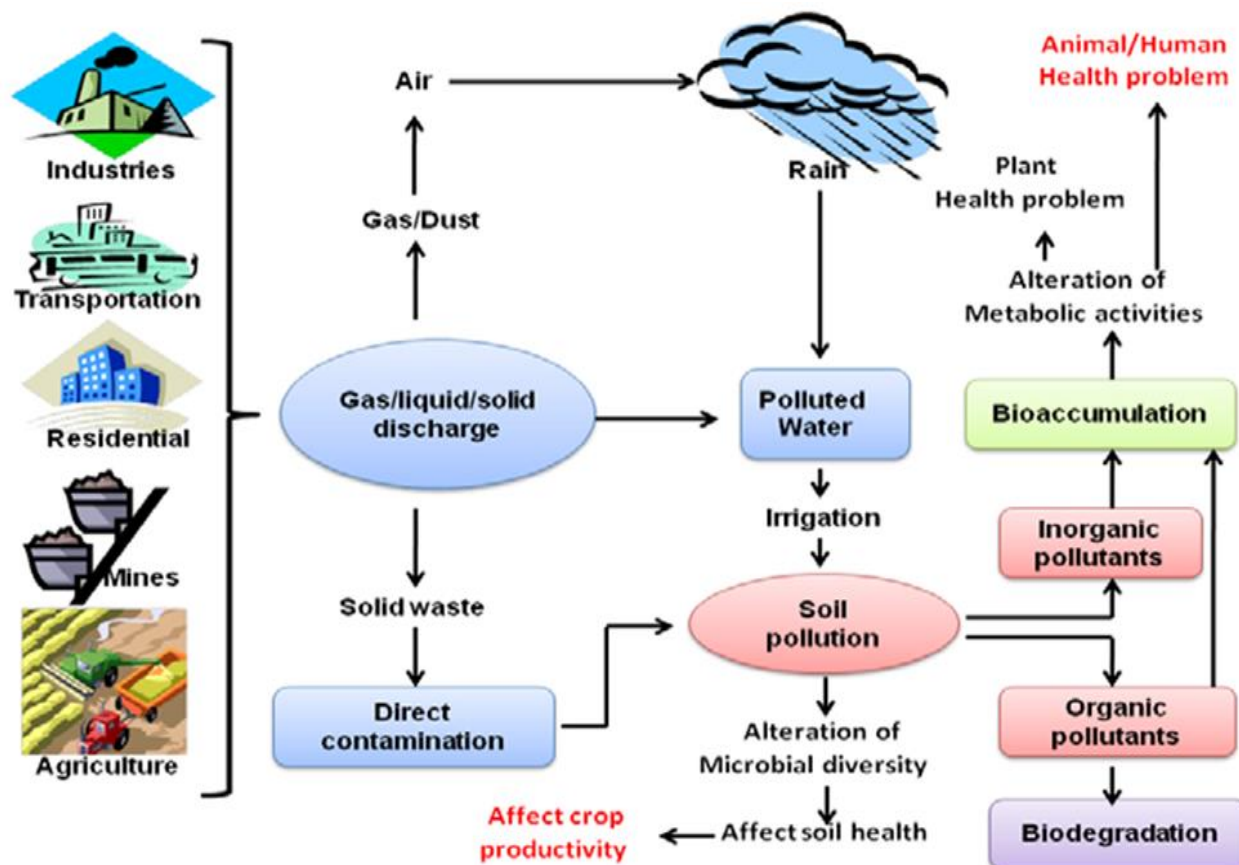 Industries
Transportation
Residential
Mines
Agriculture
Air
Gas/Dust
Gas/liquid/solid
discharge
Solid waste
Direct
contamination
Rain
Polluted
Water
Irrigation
Soil
pollution
Alteration of
Microbial diversity
Affect soil health
Affect crop
productivity
Animal/Human
Health problem
Plant
Health problem
Alteration of
Metabolic activities
Bioaccumulation
Inorganic
pollutants
Organic
pollutants
Biodegradation